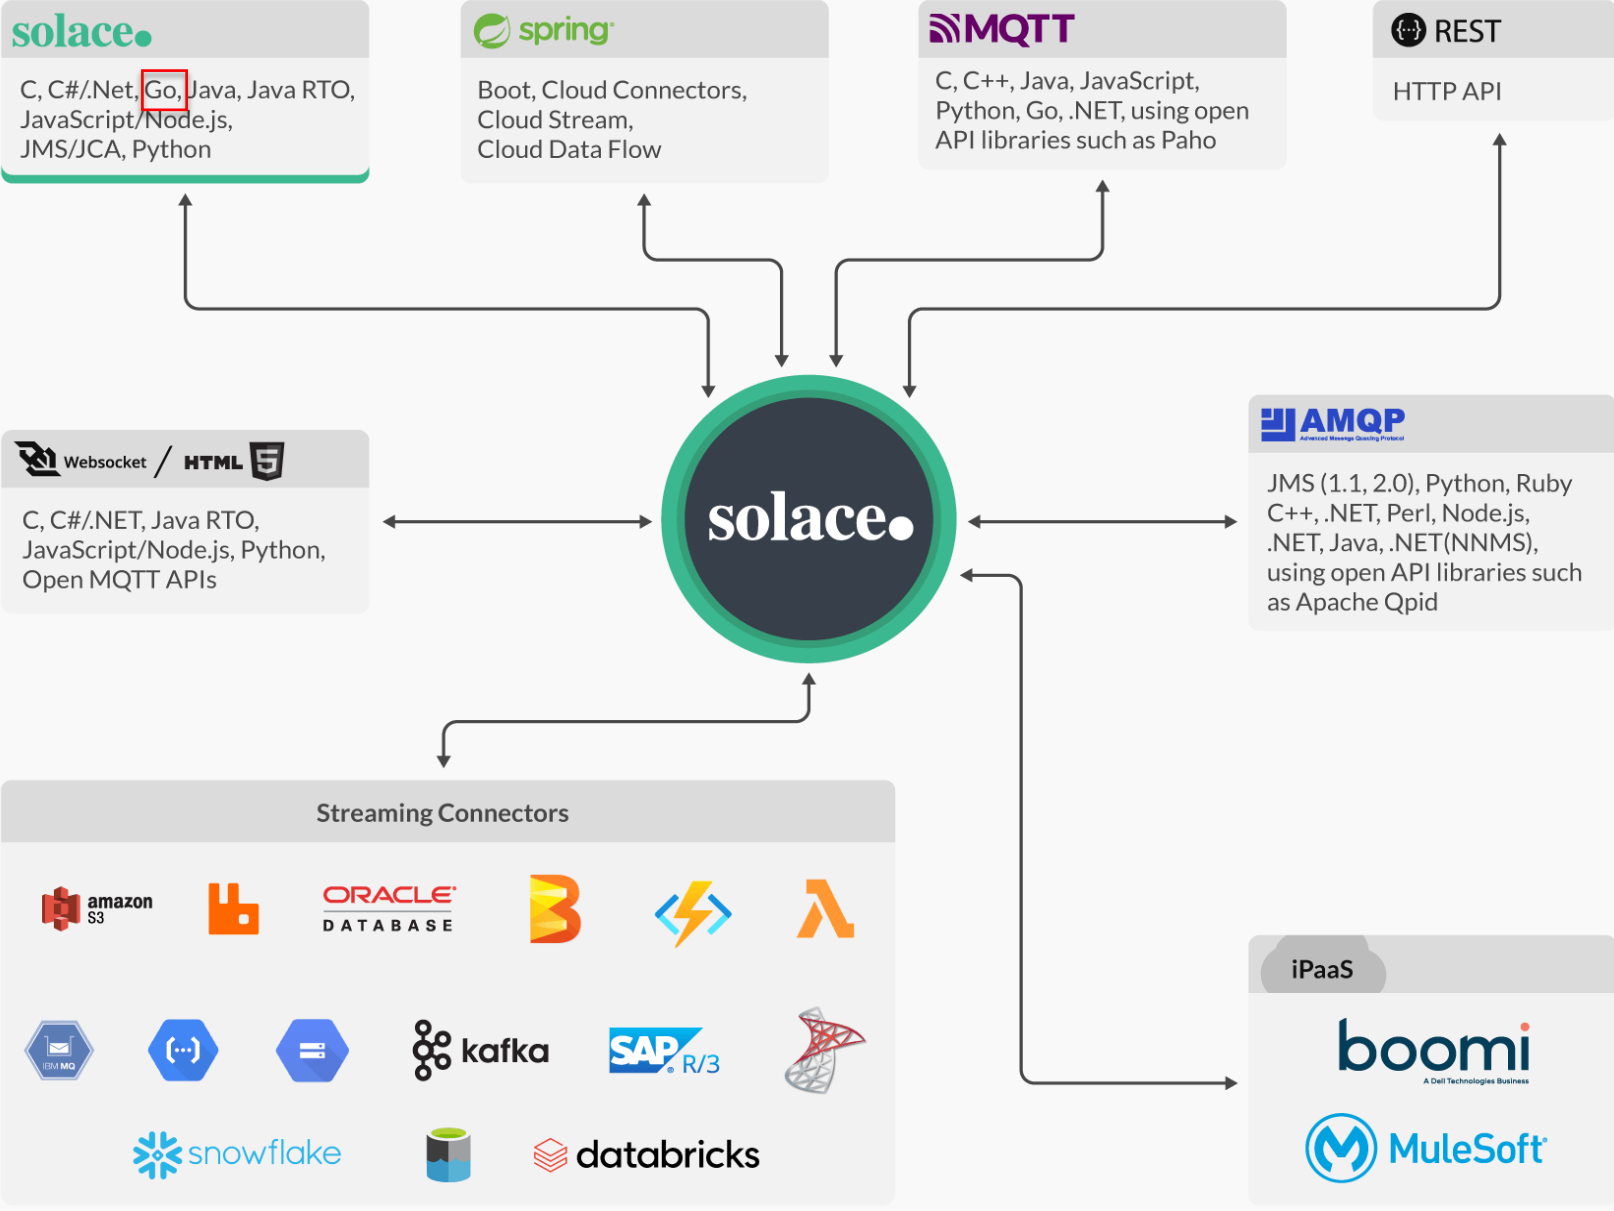 solace.
C, C#/.Net, Go, Java, Java RTO,
JavaScript/Node.js,
JMS/JCA, Python
spring
Boot, Cloud Connectors,
Cloud Stream,
Cloud Data Flow
MQTT
C, C++, Java, JavaScript,
Python, Go, .NET, using open
API libraries such as Paho
REST
HTTP API
Websocket / HTML 5
C, C#/.NET, Java RTO,
JavaScript/Node.js, Python,
Open MQTT APIs
solace.
AMQP
Advanced Message Queuing Protocol
JMS (1.1, 2.0), Python, Ruby
C++, .NET, Perl, Node.js,
.NET, Java, .NET(NNMS),
using open API libraries such
as Apache Qpid
Streaming Connectors
amazon
S3
ORACLE
DATABASE
IBM MQ
kafka
SAP R/3
snowflake
databricks
iPaaS
boomi
A Dell Technologies Business
MuleSoft